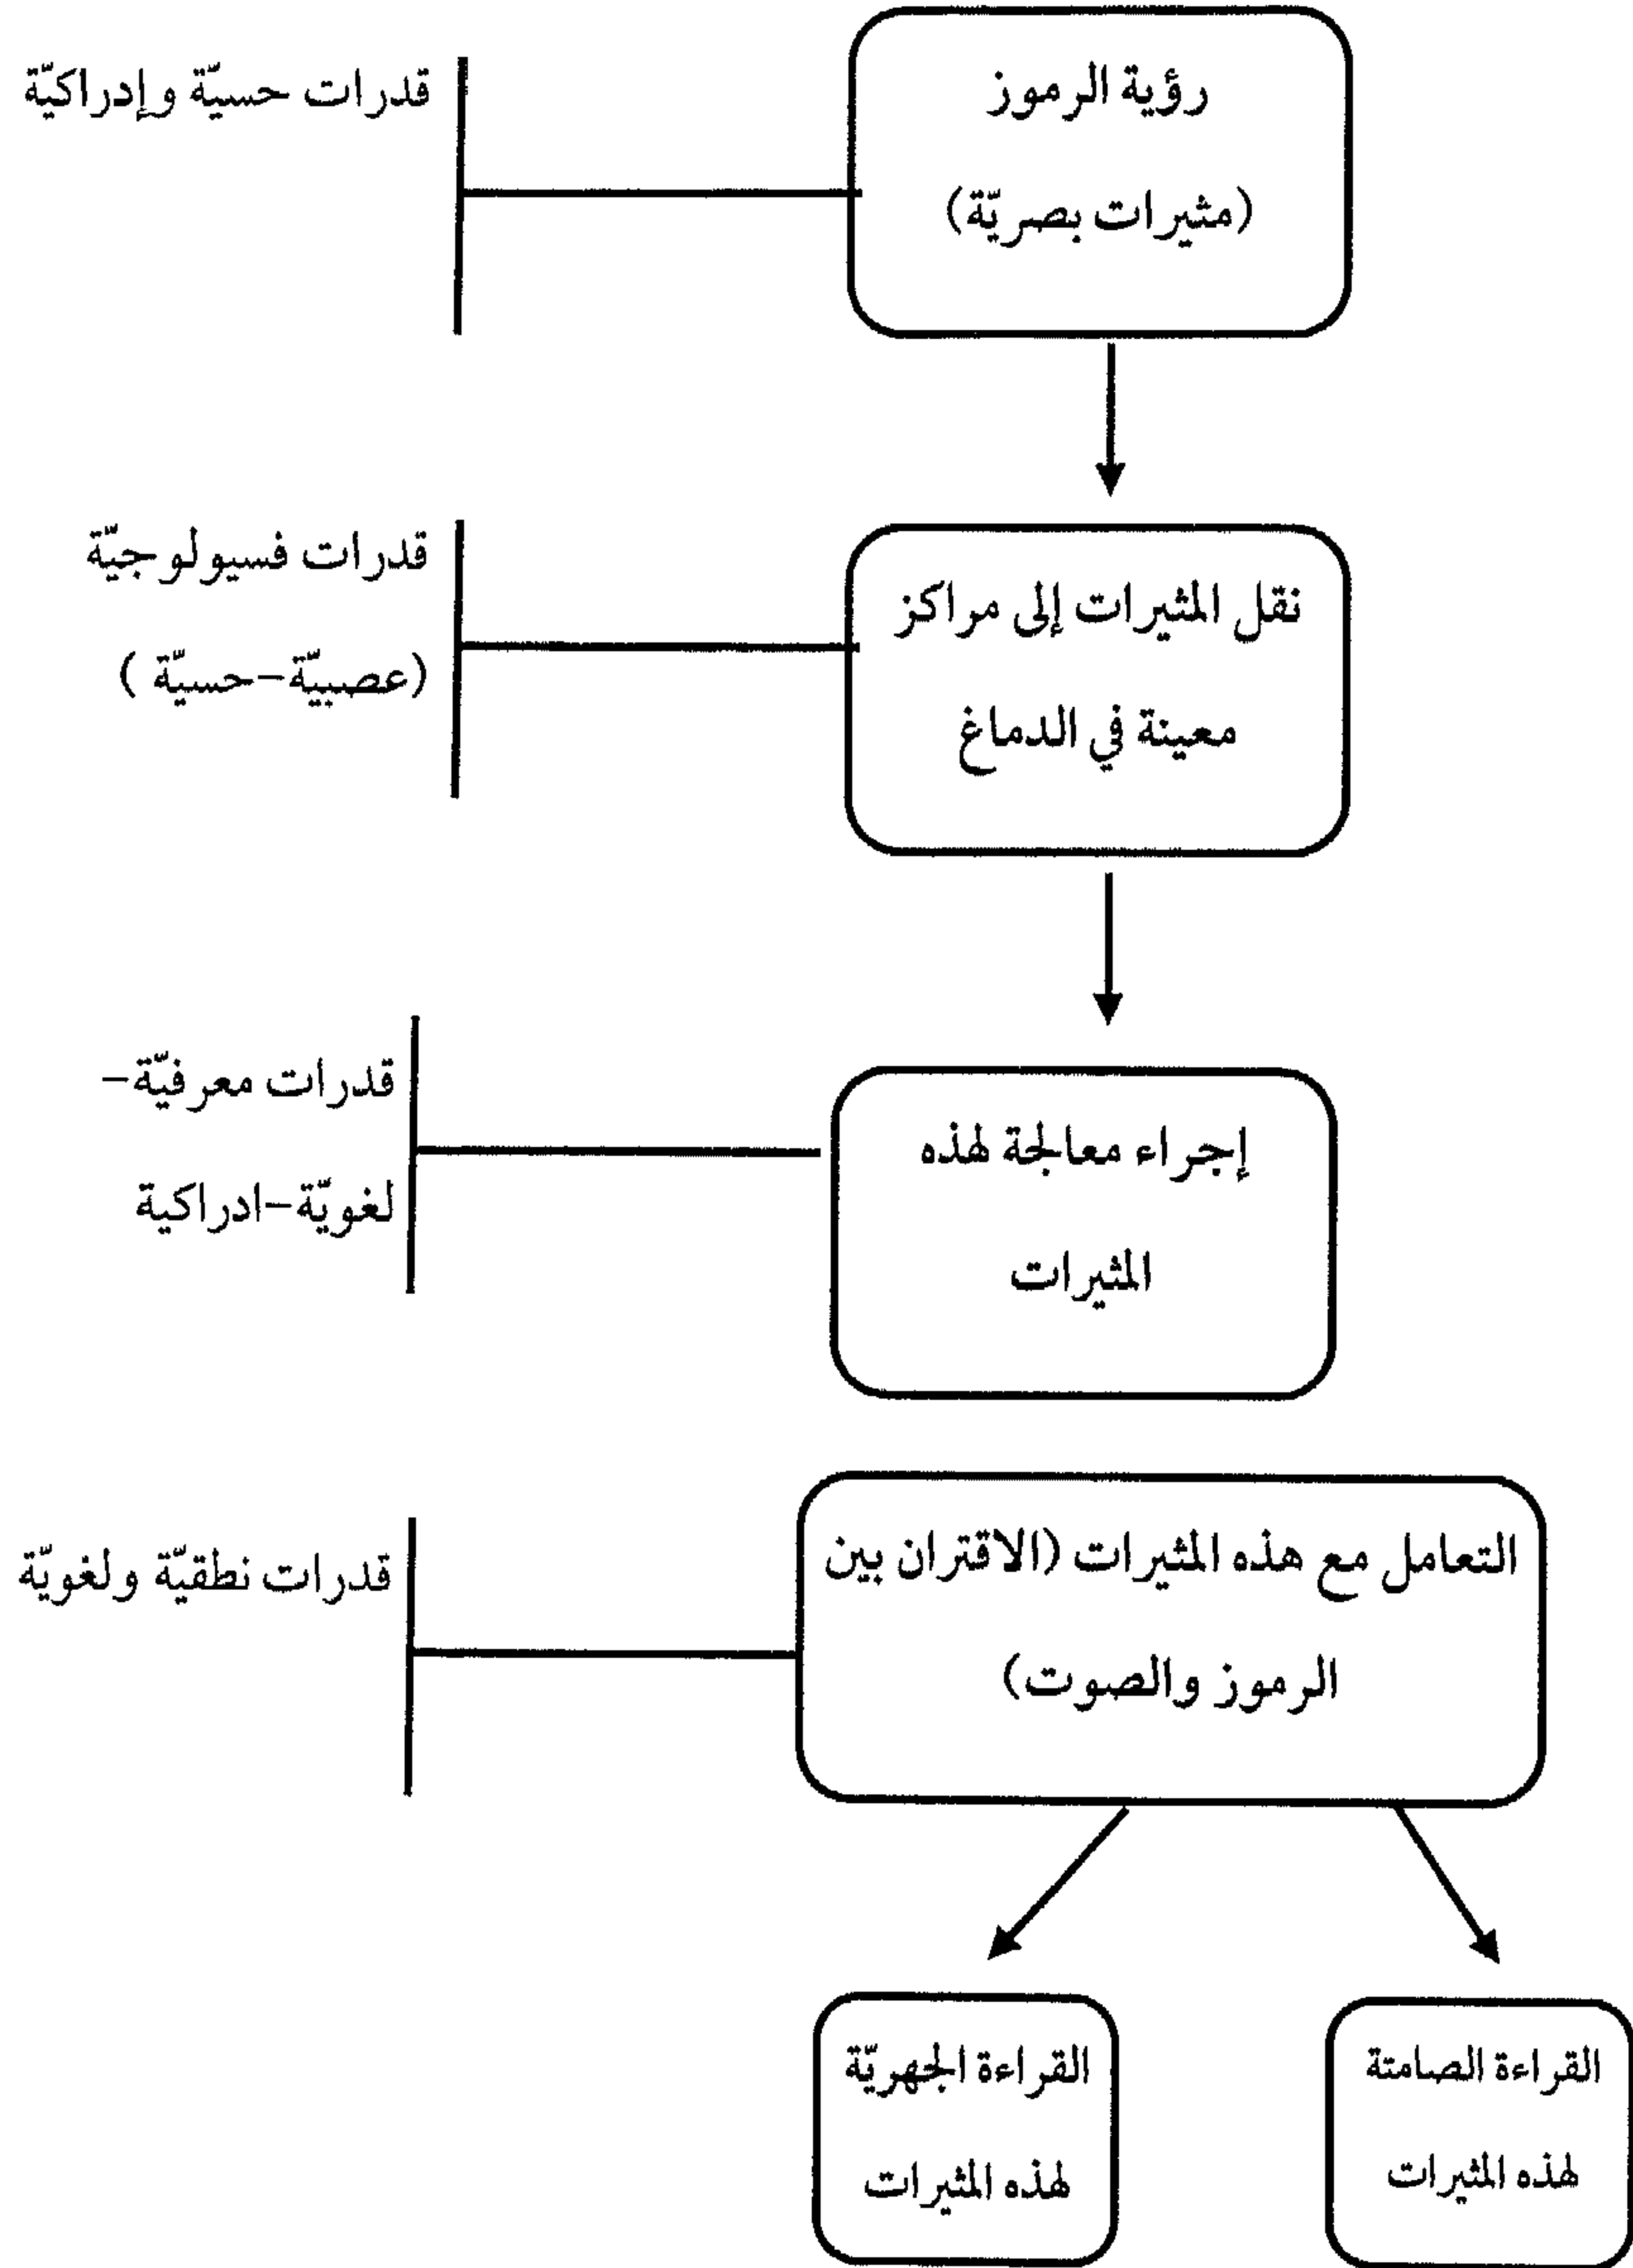 رؤية الرموز
(مثيرات بصريّة)
قدرات حسيّة وإدراكيّة
نقل المثيرات إلى مراكز
معينة في الدماغ
قدرات فسيولوجيّة
(عصبيّة-حسيّة )
إجراء معالجة لهذه
المثيرات
قدرات معرفيّة-
لغويّة-ادراكية
التعامل مع هذه المثيرات (الاقتران بين
الرموز والصوت)
قدرات نطقيّة ولغويّة
القراءة الصامتة
لهذه المثيرات
القراءة الجهريّة
لهذه المثيرات